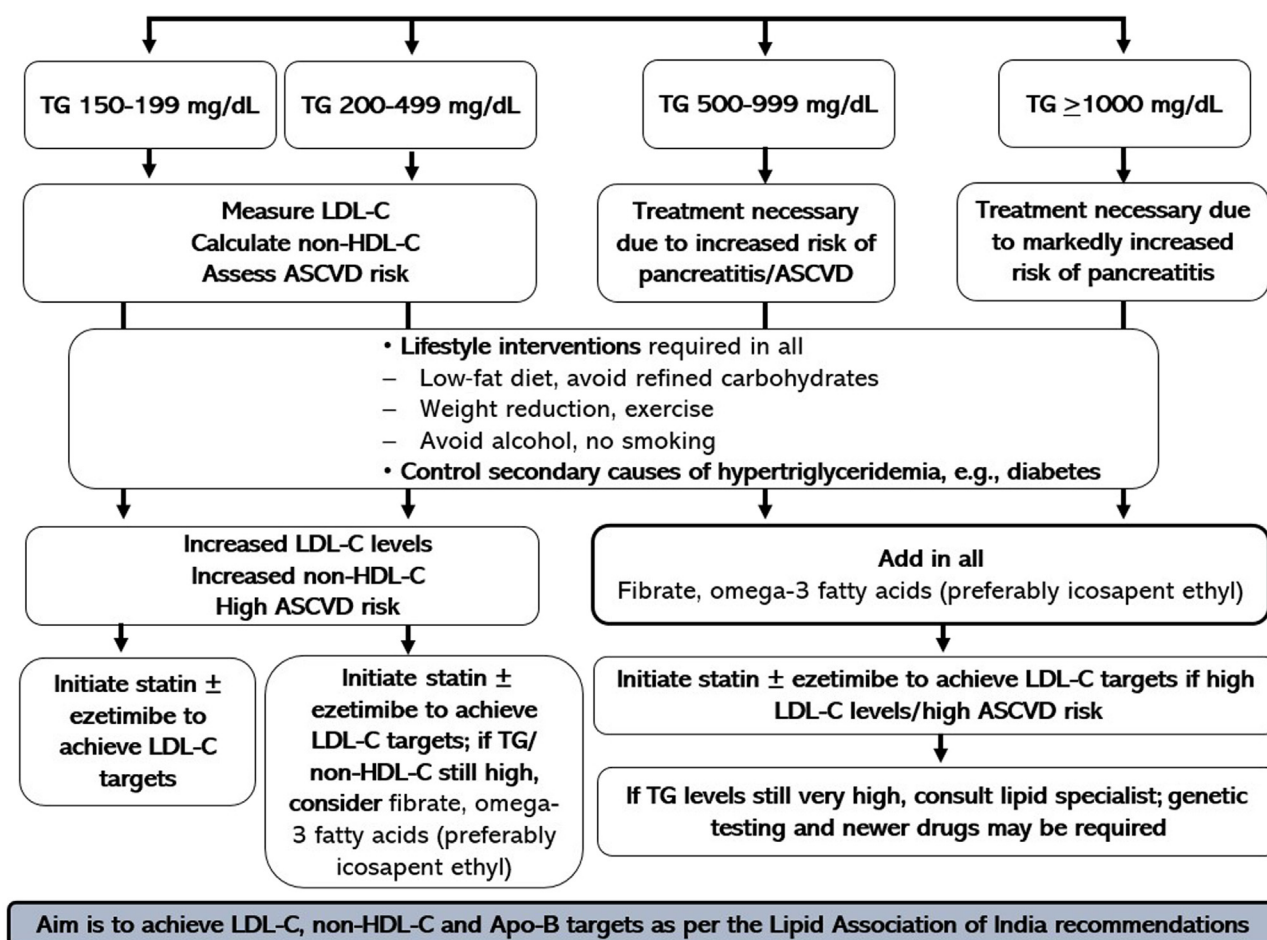 TG 150-199 mg/dL
TG 200-499 mg/dL
TG 500-999 mg/dL
TG ≥1000 mg/dL
Measure LDL-C
Calculate non-HDL-C
Assess ASCVD risk
Treatment necessary
due to increased risk of
pancreatitis/ASCVD
Treatment necessary due
to markedly increased
risk of pancreatitis
• Lifestyle interventions required in all
– Low-fat diet, avoid refined carbohydrates
– Weight reduction, exercise
– Avoid alcohol, no smoking
• Control secondary causes of hypertriglyceridemia, e.g., diabetes
Increased LDL-C levels
Increased non-HDL-C
High ASCVD risk
Add in all
Fibrate, omega-3 fatty acids (preferably icosapent ethyl)
Initiate statin ±
ezetimibe to
achieve LDL-C
targets
Initiate statin ±
ezetimibe to achieve
LDL-C targets; if TG/
non-HDL-C still high,
consider fibrate, omega-
3 fatty acids (preferably
icosapent ethyl)
Initiate statin ± ezetimibe to achieve LDL-C targets if high
LDL-C levels/high ASCVD risk
If TG levels still very high, consult lipid specialist; genetic
testing and newer drugs may be required
Aim is to achieve LDL-C, non-HDL-C and Apo-B targets as per the Lipid Association of India recommendations